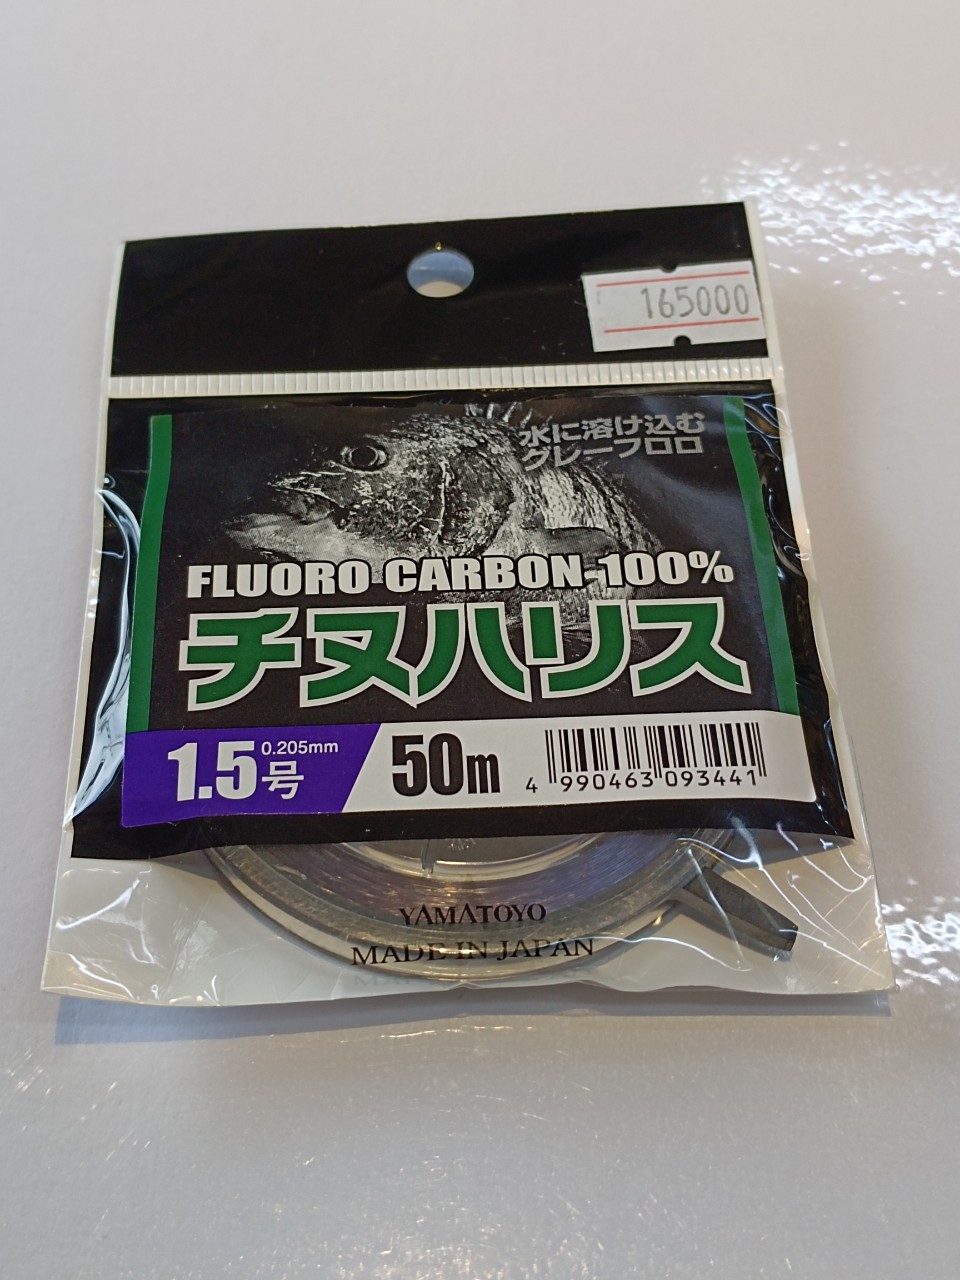 165000
水に溶け込む
グレーフロロ
FLUORO CARBON-100%
チヌハリス
1.5号 0.205mm 50m
4 990463 093441
YAMATOYO
MADE IN JAPAN